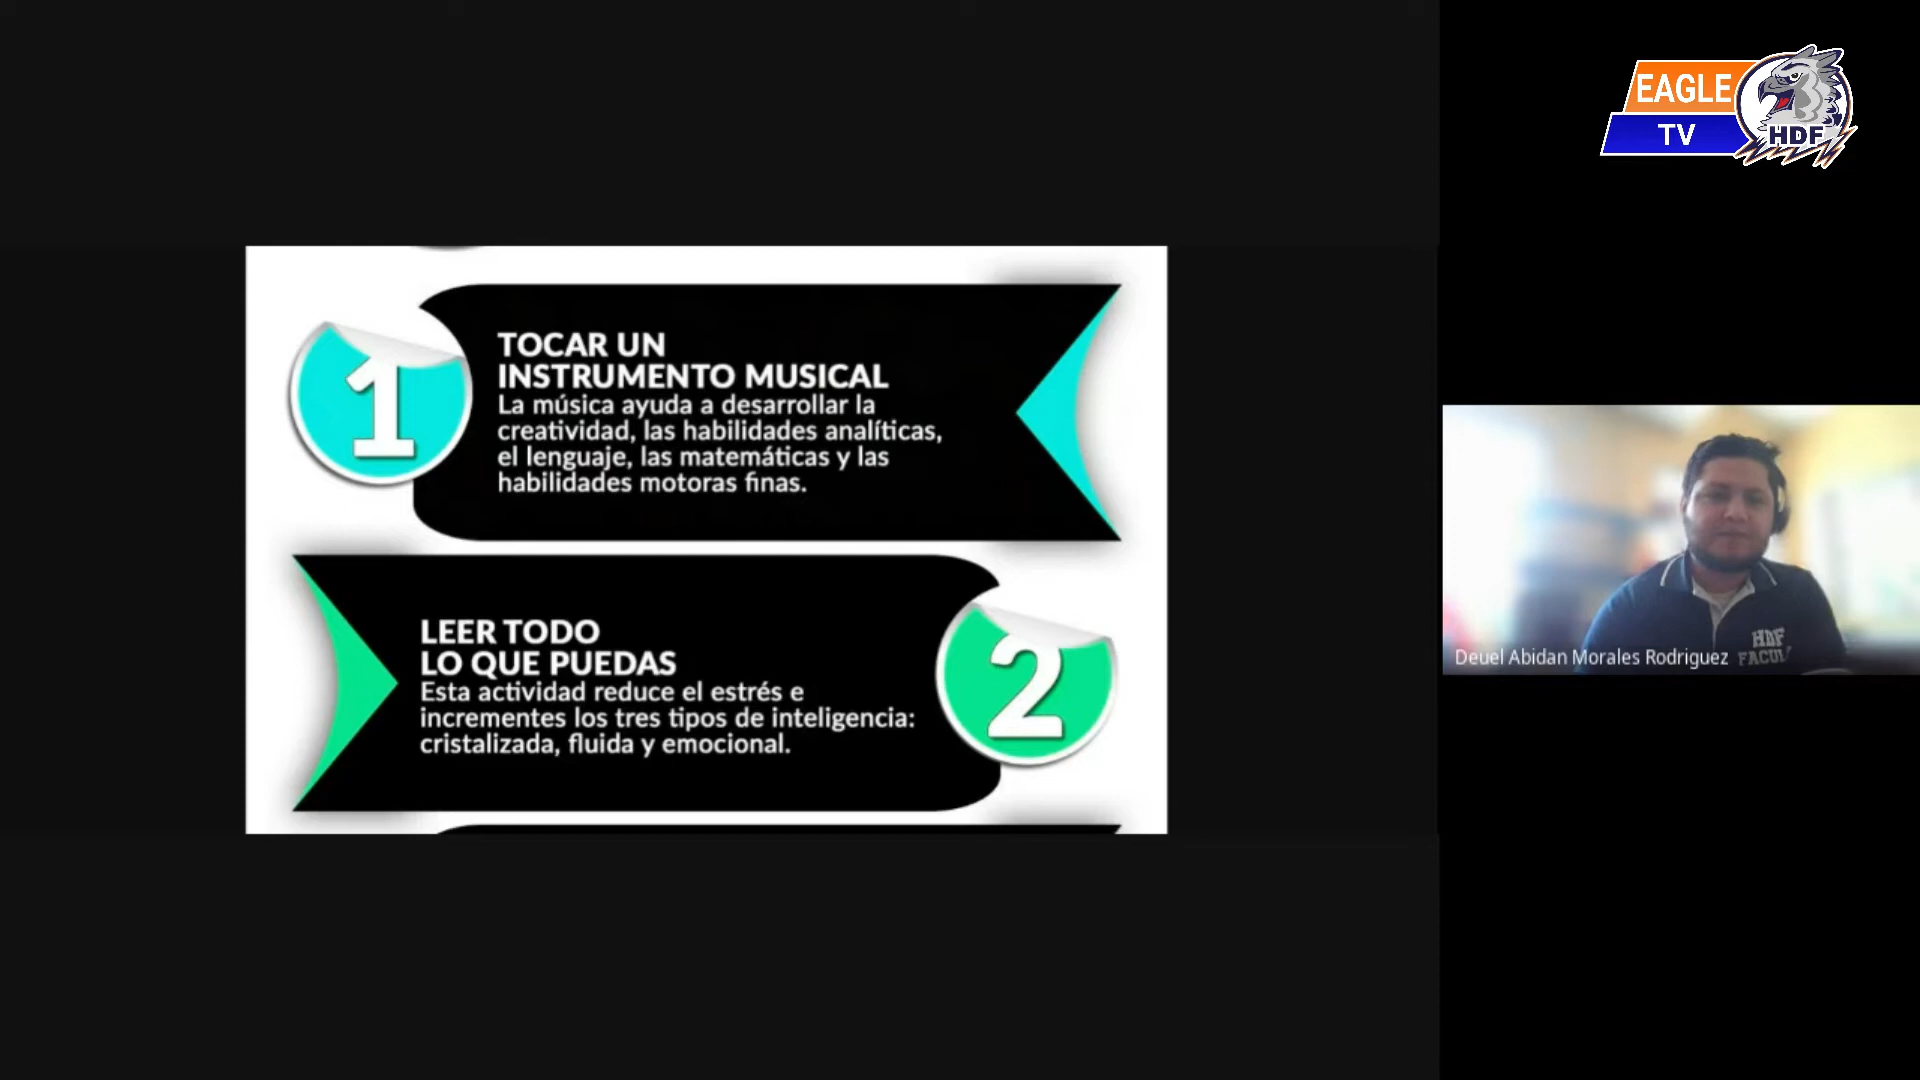 EAGLE
TV
HDF
1
TOCAR UN
INSTRUMENTO MUSICAL
La música ayuda a desarrollar la
creatividad, las habilidades analíticas,
el lenguaje, las matemáticas y las
habilidades motoras finas.
LEER TODO
LO QUE PUEDAS
Esta actividad reduce el estrés e
incrementes los tres tipos de inteligencia:
cristalizada, fluida y emocional.
2
HDF
Deuel Abidan Morales Rodriguez